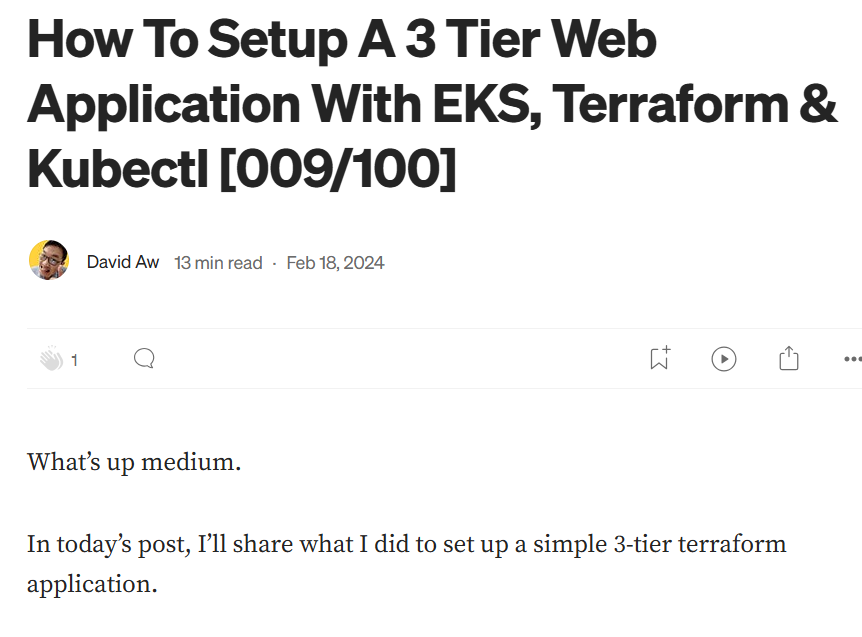 How To Setup A 3 Tier Web
Application With EKS, Terraform &
Kubectl [009/100]
David Aw 13 min read · Feb 18, 2024
1
What’s up medium.
In today’s post, I’ll share what I did to set up a simple 3-tier terraform
application.